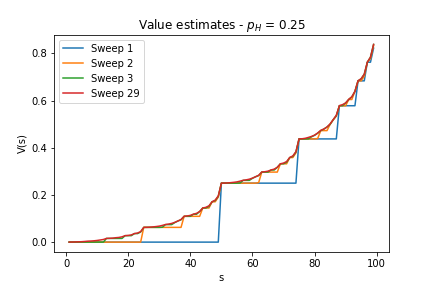 Value estimates - p_H = 0.25
Sweep 1
Sweep 2
Sweep 3
Sweep 29
V(s)
0.8
0.6
0.4
0.2
0.0
0 20 40 60 80 100
s